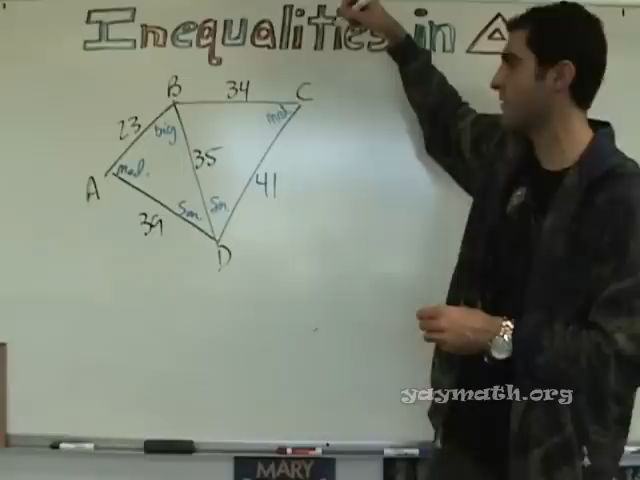 Inequalities in △
B 34 C
23 big med
35
A med. 41
Sm Sm
39
D
yaymath.org
MARY